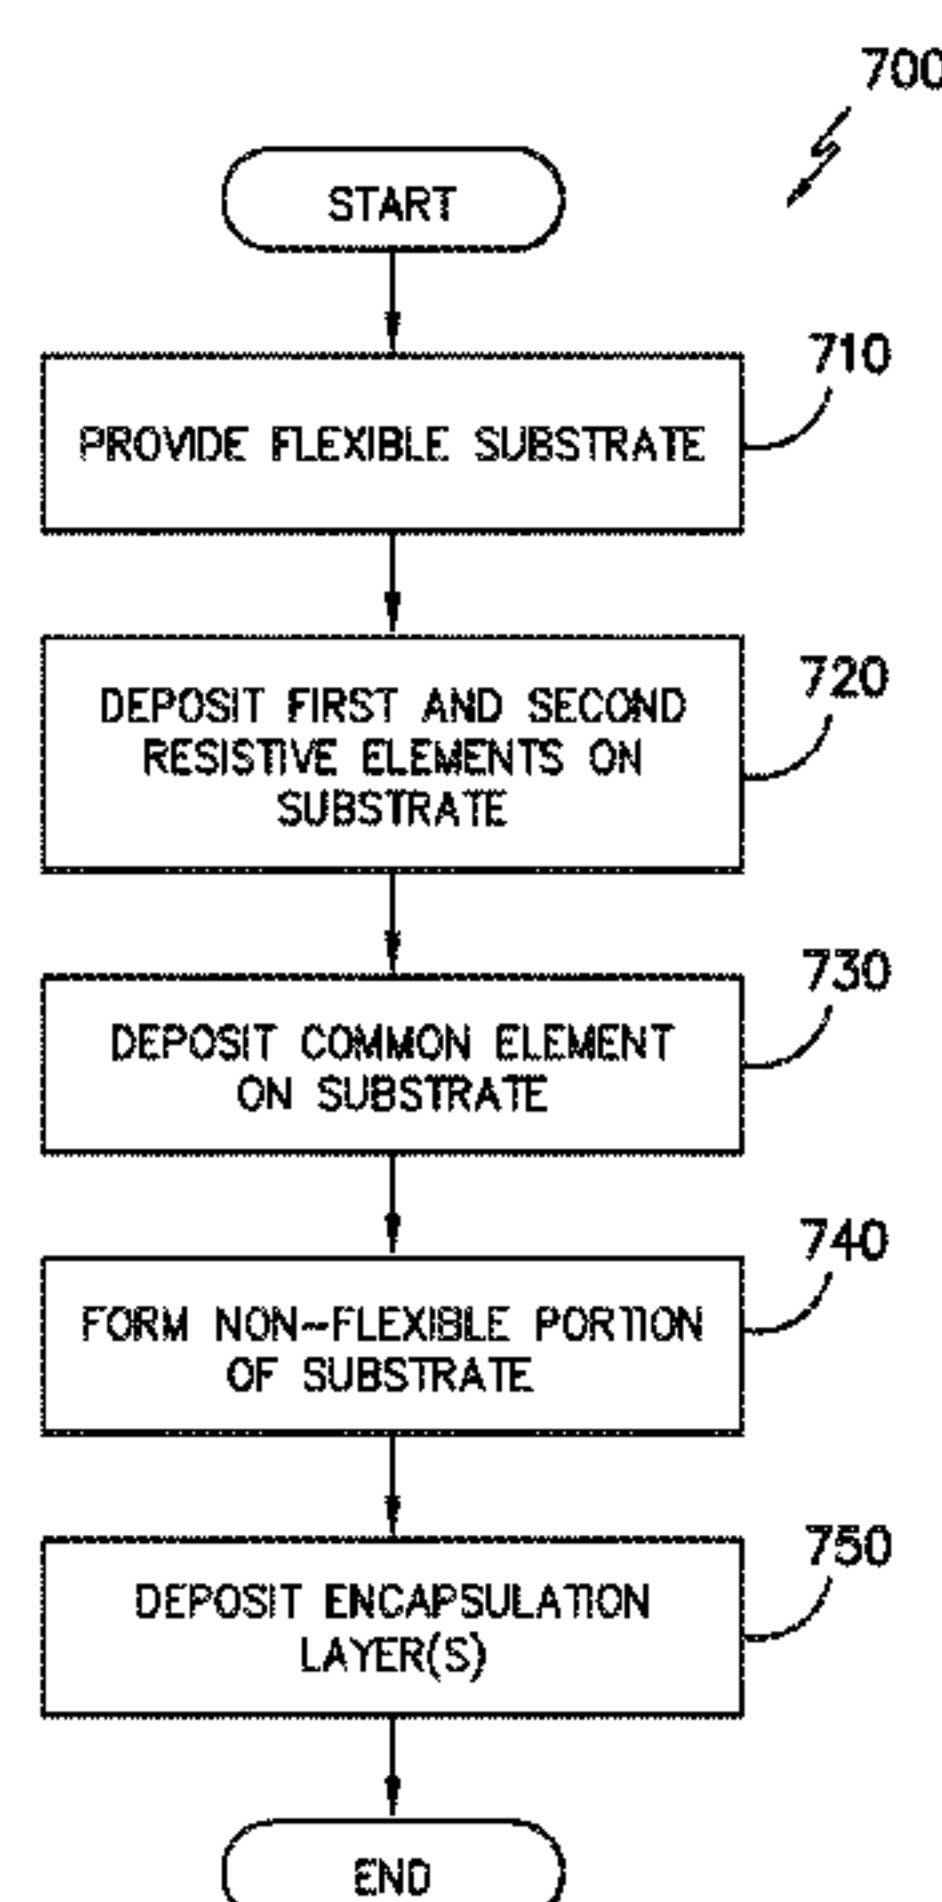 700
START
710
PROVIDE FLEXIBLE SUBSTRATE
720
DEPOSIT FIRST AND SECOND
RESISTIVE ELEMENTS ON
SUBSTRATE
730
DEPOSIT COMMON ELEMENT
ON SUBSTRATE
740
FORM NON-FLEXIBLE PORTION
OF SUBSTRATE
750
DEPOSIT ENCAPSULATION
LAYER(S)
END